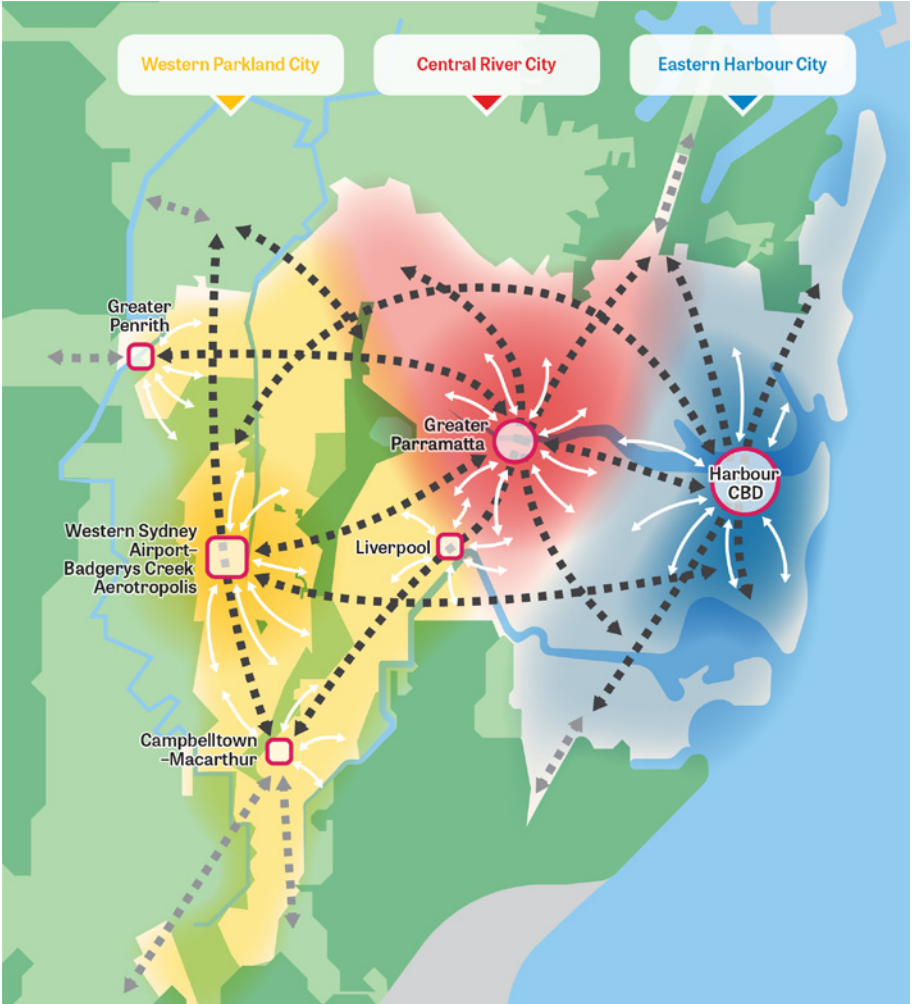 Western Parkland City
Central River City
Eastern Harbour City
Greater
Penrith
Greater
Parramatta
Harbour
CBD
Western Sydney
Airport–
Badgerys Creek
Aerotropolis
Liverpool
Campbelltown
–Macarthur